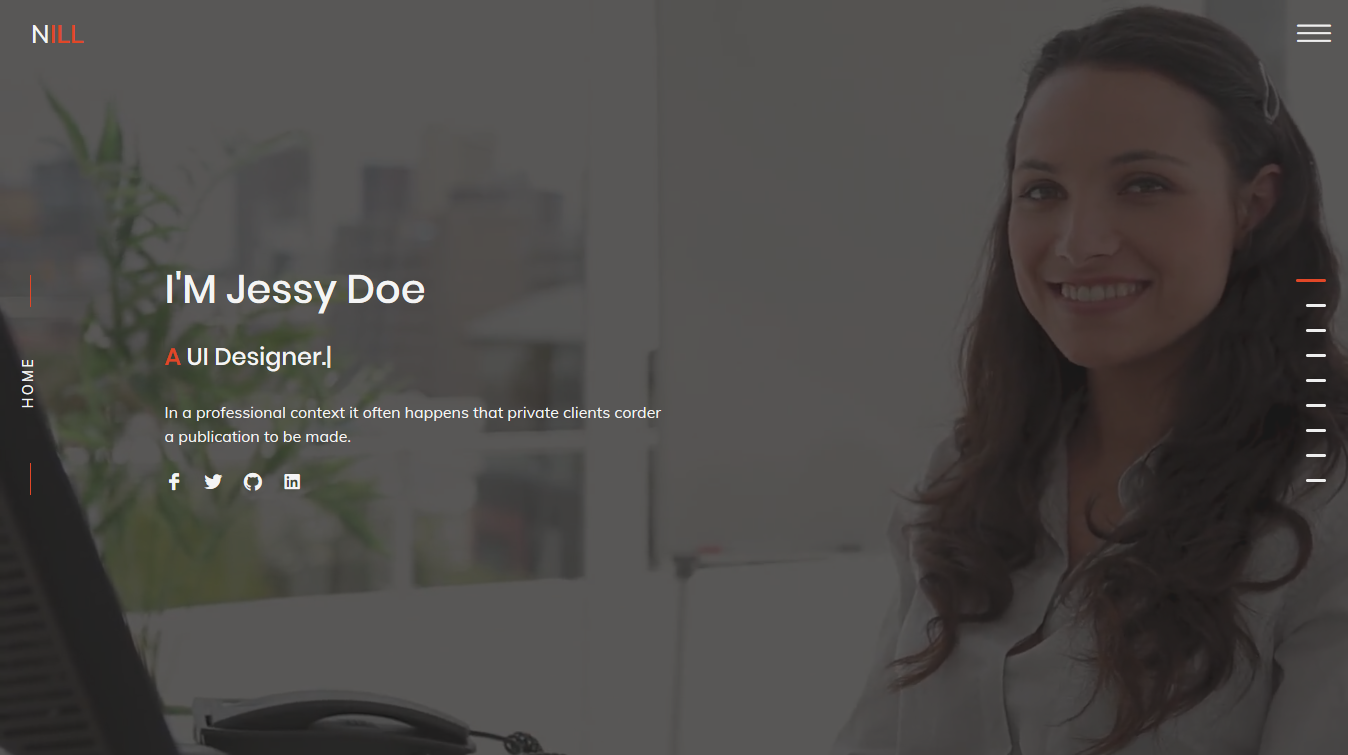 NILL
I'M Jessy Doe
A UI Designer.|
HOME
In a professional context it often happens that private clients corder
a publication to be made.